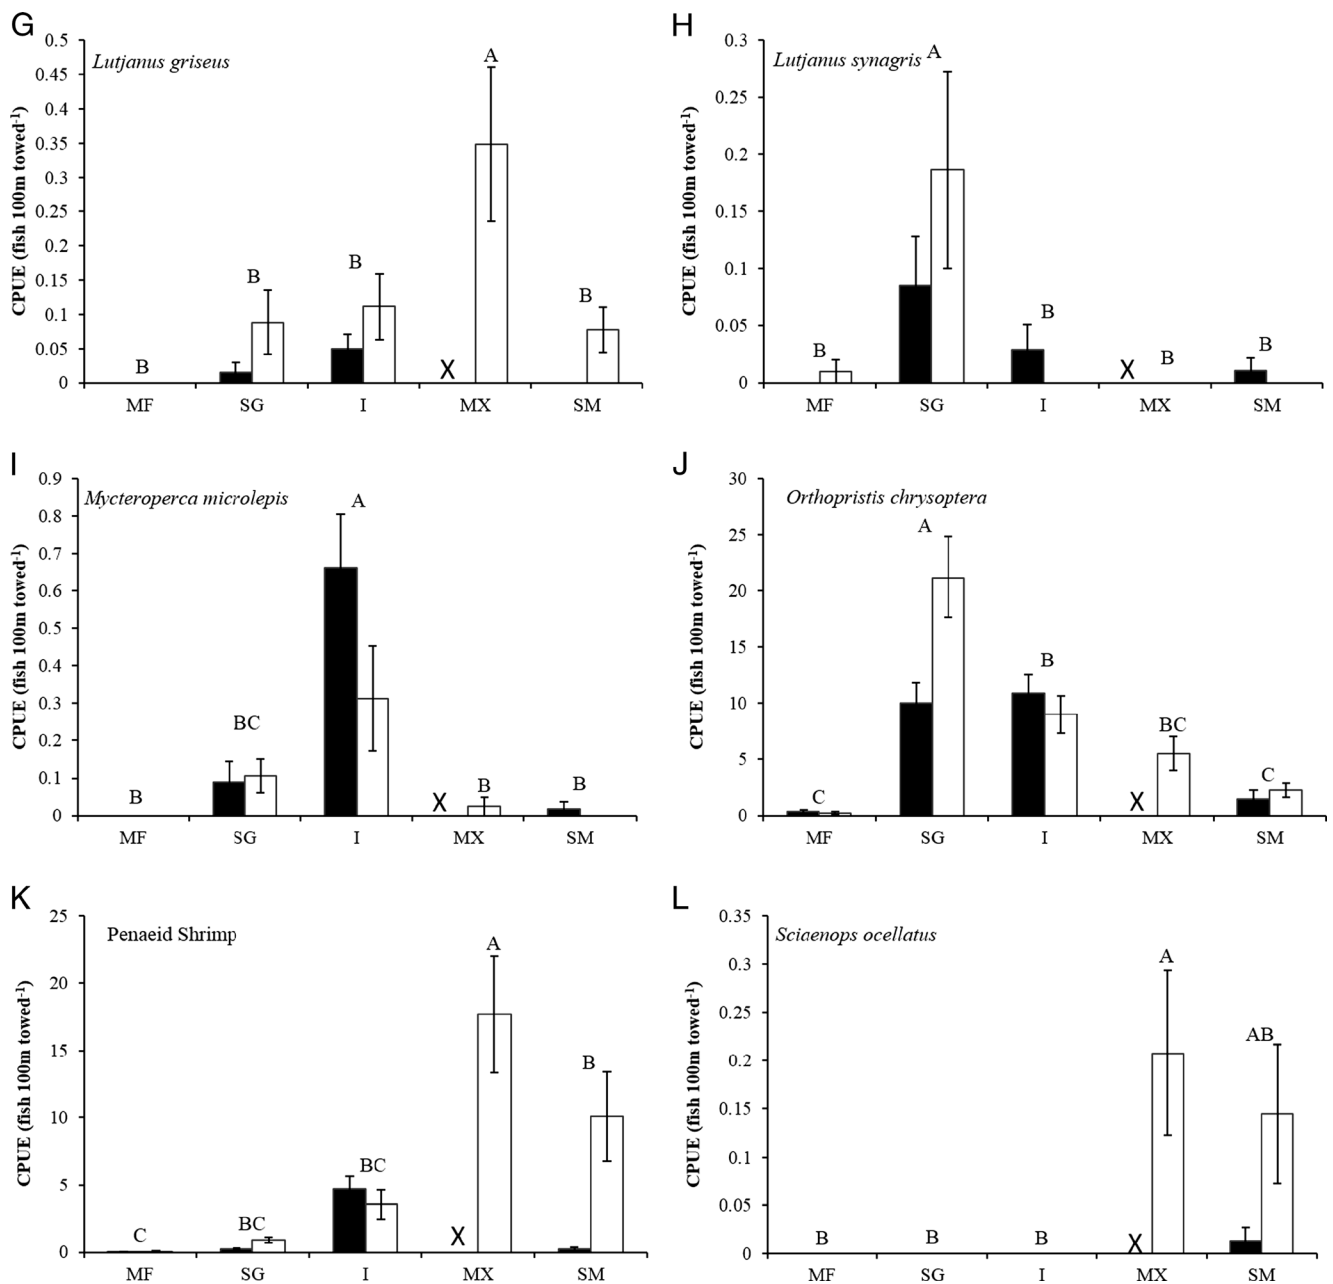 G
Lutjanus griseus
CPUE (fish 100m towed-1)
0.5
0.45
0.4
0.35
0.3
0.25
0.2
0.15
0.1
0.05
0
B
B
B
X
A
B
MF SG I MX SM
H
Lutjanus synagris
CPUE (fish 100m towed-1)
0.3
0.25
0.2
0.15
0.1
0.05
0
B
A
B
X
B
B
MF SG I MX SM
I
Mycteroperca microlepis
CPUE (fish 100m towed-1)
0.9
0.8
0.7
0.6
0.5
0.4
0.3
0.2
0.1
0
B
BC
A
X
B
B
MF SG I MX SM
J
Orthopristis chrysoptera
CPUE (fish 100m towed-1)
30
25
20
15
10
5
0
C
A
B
X
BC
C
MF SG I MX SM
K
Penaeid Shrimp
CPUE (fish 100m towed-1)
25
20
15
10
5
0
C
BC
BC
X
A
B
MF SG I MX SM
L
Sciaenops ocellatus
CPUE (fish 100m towed-1)
0.35
0.3
0.25
0.2
0.15
0.1
0.05
0
B
B
B
X
A
AB
MF SG I MX SM